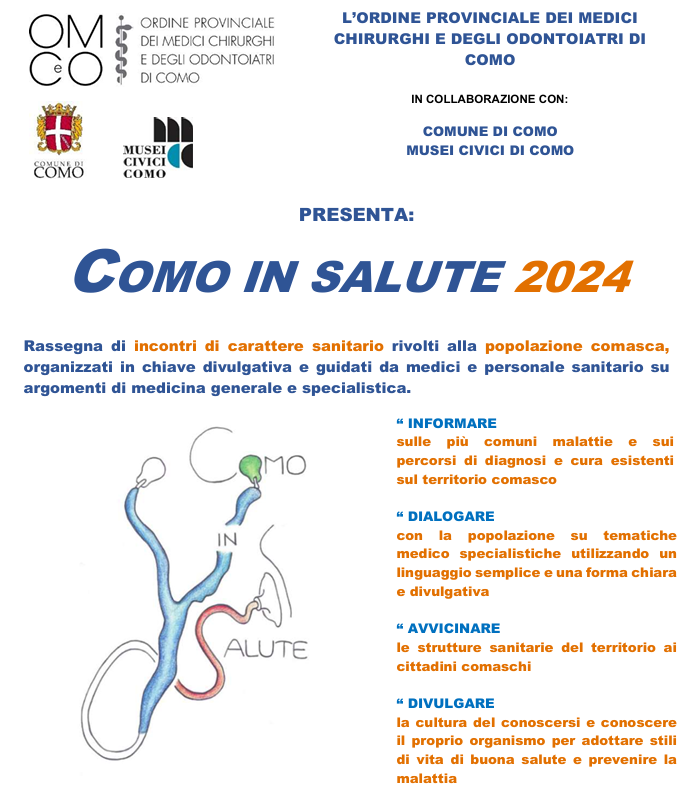 OM
CeO
ORDINE PROVINCIALE
DEI MEDICI CHIRURGHI
E DEGLI ODONTOIATRI
DI COMO
COMUNE DI
COMO
MUSEI
CIVICI
COMO
L'ORDINE PROVINCIALE DEI MEDICI
CHIRURGHI E DEGLI ODONTOIATRI DI
COMO
IN COLLABORAZIONE CON:
COMUNE DI COMO
MUSEI CIVICI DI COMO
PRESENTA:
COMO IN SALUTE 2024
Rassegna di incontri di carattere sanitario rivolti alla popolazione comasca,
organizzati in chiave divulgativa e guidati da medici e personale sanitario su
argomenti di medicina generale e specialistica.
COMO
IN
SALUTE
“ INFORMARE
sulle più comuni malattie e sui
percorsi di diagnosi e cura esistenti
sul territorio comasco
“ DIALOGARE
con la popolazione su tematiche
medico specialistiche utilizzando un
linguaggio semplice e una forma chiara
e divulgativa
“ AVVICINARE
le strutture sanitarie del territorio ai
cittadini comaschi
“ DIVULGARE
la cultura del conoscersi e conoscere
il proprio organismo per adottare stili
di vita di buona salute e prevenire la
malattia